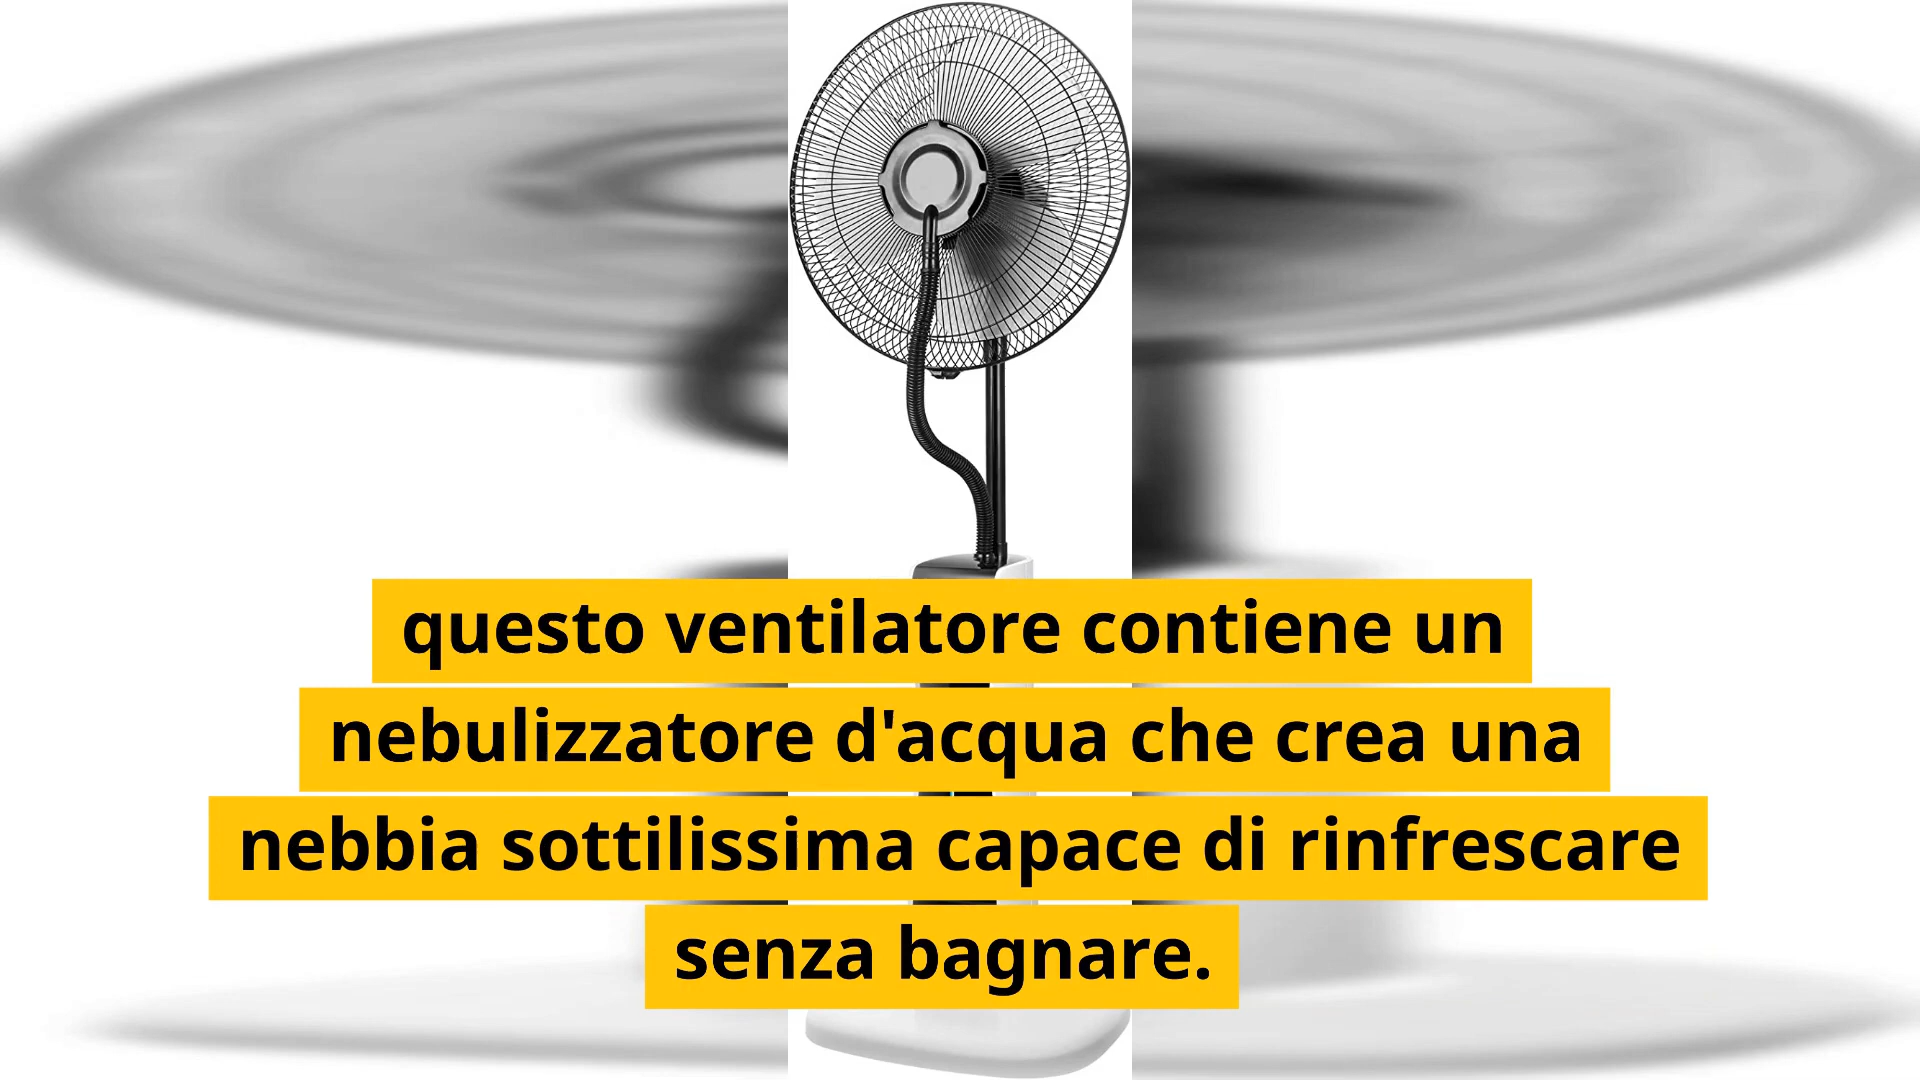 questo ventilatore contiene un
nebulizzatore d'acqua che crea una
nebbia sottilissima capace di rinfrescare
senza bagnare.